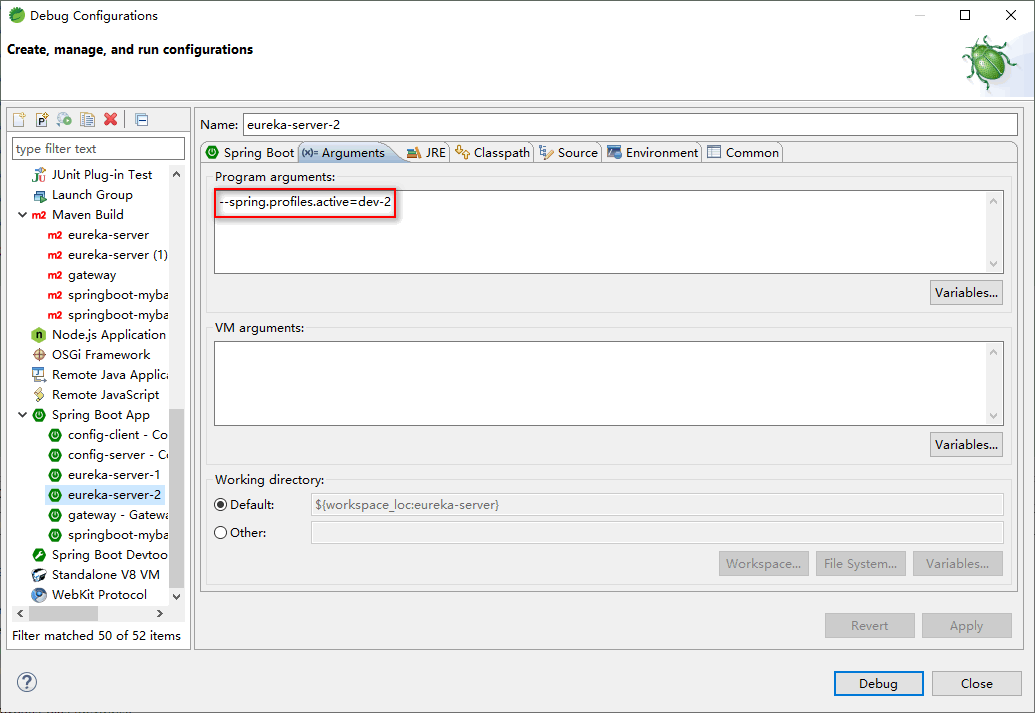 Debug Configurations
Create, manage, and run configurations
type filter text
JUnit Plug-in Test
Launch Group
Maven Build
m2 eureka-server
m2 eureka-server (1)
m2 gateway
m2 springboot-myba
m2 springboot-myba
n Node.js Application
OSGi Framework
Remote Java Applica
Remote JavaScript
Spring Boot App
config-client - Co
config-server - Co
eureka-server-1
eureka-server-2
gateway - Gatewa
springboot-myba
Spring Boot Devtoo
Standalone V8 VM
WebKit Protocol
Filter matched 50 of 52 items
Name: eureka-server-2
Spring Boot (x)= Arguments JRE Classpath Source Environment Common
Program arguments:
--spring.profiles.active=dev-2
Variables...
VM arguments:
Variables...
Working directory:
Default: ${workspace_loc:eureka-server}
Other:
Workspace... File System... Variables...
Revert Apply
? Debug Close